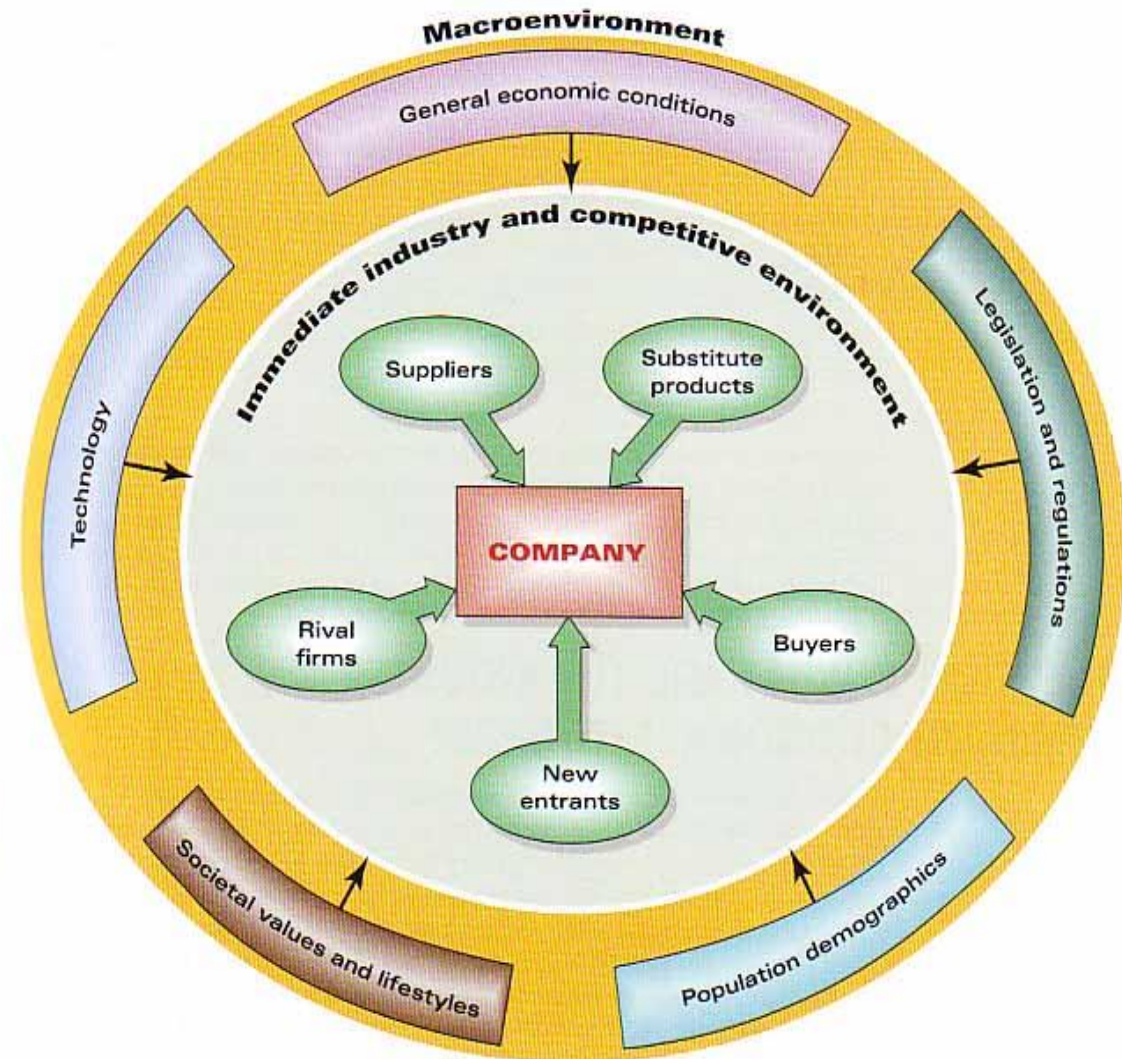 Macroenvironment
General economic conditions
Immediate industry and competitive environment
Suppliers
Substitute
products
Technology
Legislation and regulations
COMPANY
Rival
firms
Buyers
New
entrants
Societal values and lifestyles
Population demographics